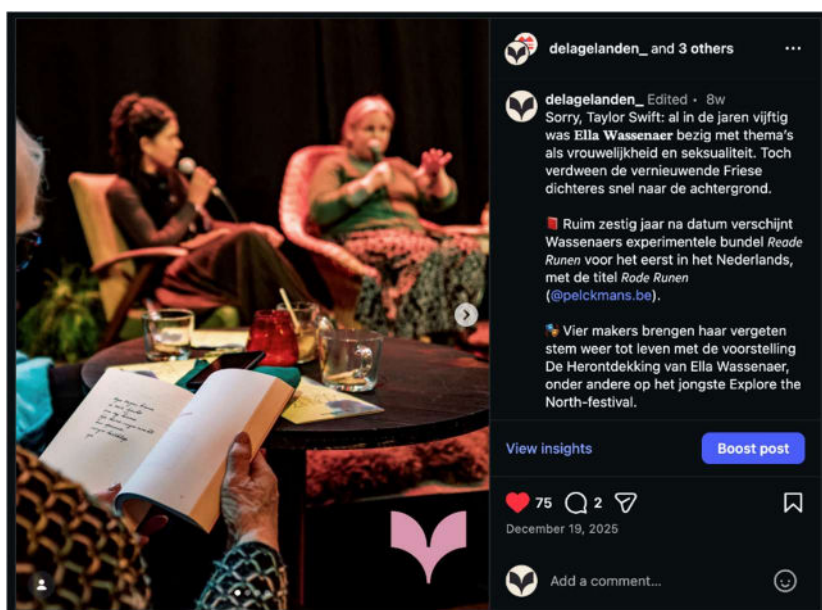 delagelanden_ and 3 others
delagelanden_ Edited • 8w
Sorry, Taylor Swift: al in de jaren vijftig
was Ella Wassenaer bezig met thema's
als vrouwelijkheid en seksualiteit. Toch
verdween de vernieuwende Friese
dichteres snel naar de achtergrond.
📕 Ruim zestig jaar na datum verschijnt
Wassenaers experimentele bundel Reade
Runen voor het eerst in het Nederlands,
met de titel Rode Runen
(@pelckmans.be).
🎭 Vier makers brengen haar vergeten
stem weer tot leven met de voorstelling
De Herontdekking van Ella Wassenaer,
onder andere op het jongste Explore the
North-festival.
View insights
Boost post
75 2
December 19, 2025
Add a comment...